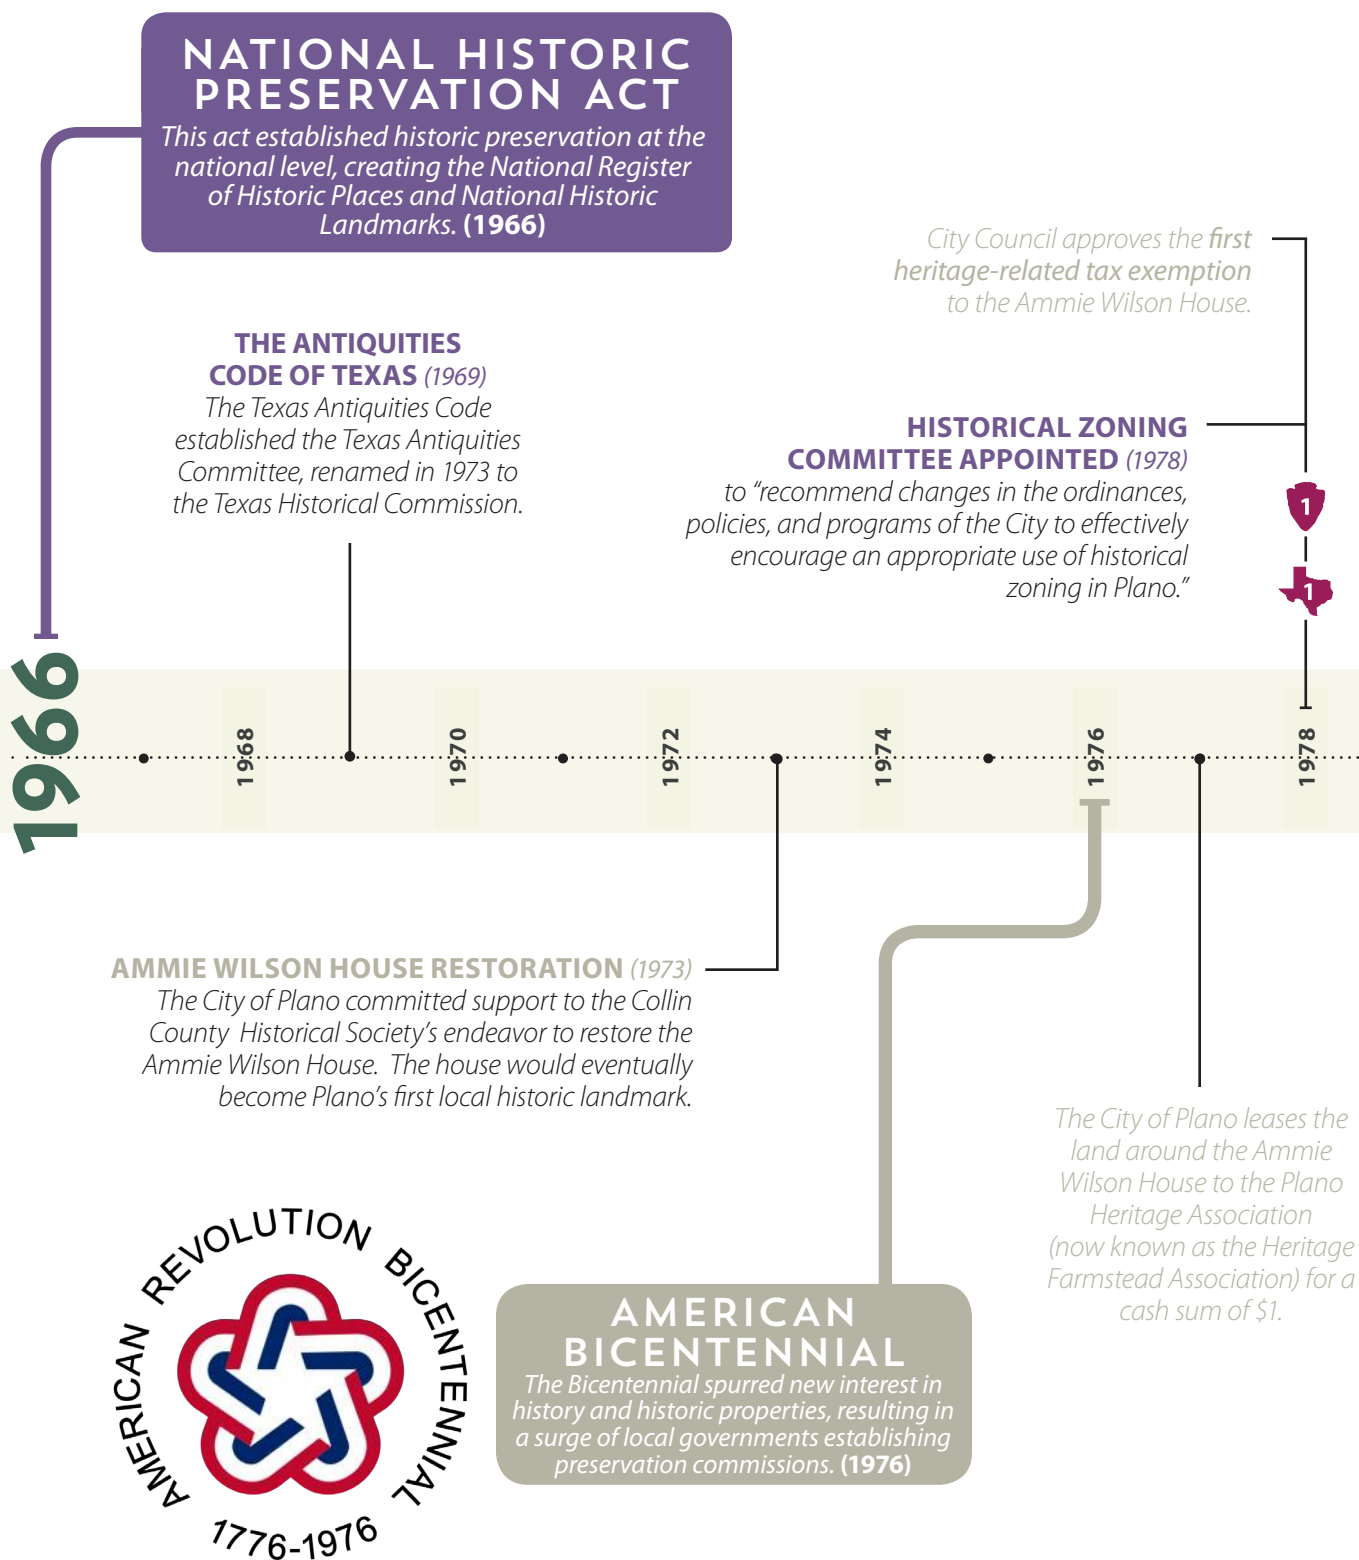 NATIONAL HISTORIC
PRESERVATION ACT
This act established historic preservation at the
national level, creating the National Register
of Historic Places and National Historic
Landmarks. (1966)
City Council approves the first
heritage-related tax exemption
to the Ammie Wilson House.
THE ANTIQUITIES
CODE OF TEXAS (1969)
The Texas Antiquities Code
established the Texas Antiquities
Committee, renamed in 1973 to
the Texas Historical Commission.
HISTORICAL ZONING
COMMITTEE APPOINTED (1978)
to “recommend changes in the ordinances,
policies, and programs of the City to effectively
encourage an appropriate use of historical
zoning in Plano.”
1
1
1966
1968
1970
1972
1974
1976
1978
AMMIE WILSON HOUSE RESTORATION (1973)
The City of Plano committed support to the Collin
County  Historical Society’s endeavor to restore the
Ammie Wilson House.  The house would eventually
become Plano’s first local historic landmark.
The City of Plano leases the
land around the Ammie
Wilson House to the Plano
Heritage Association
(now known as the Heritage
Farmstead Association) for a
cash sum of $1.
AMERICAN REVOLUTION BICENTENNIAL
1776-1976
AMERICAN
BICENTENNIAL
The Bicentennial spurred new interest in
history and historic properties, resulting in
a surge of local governments establishing
preservation commissions. (1976)